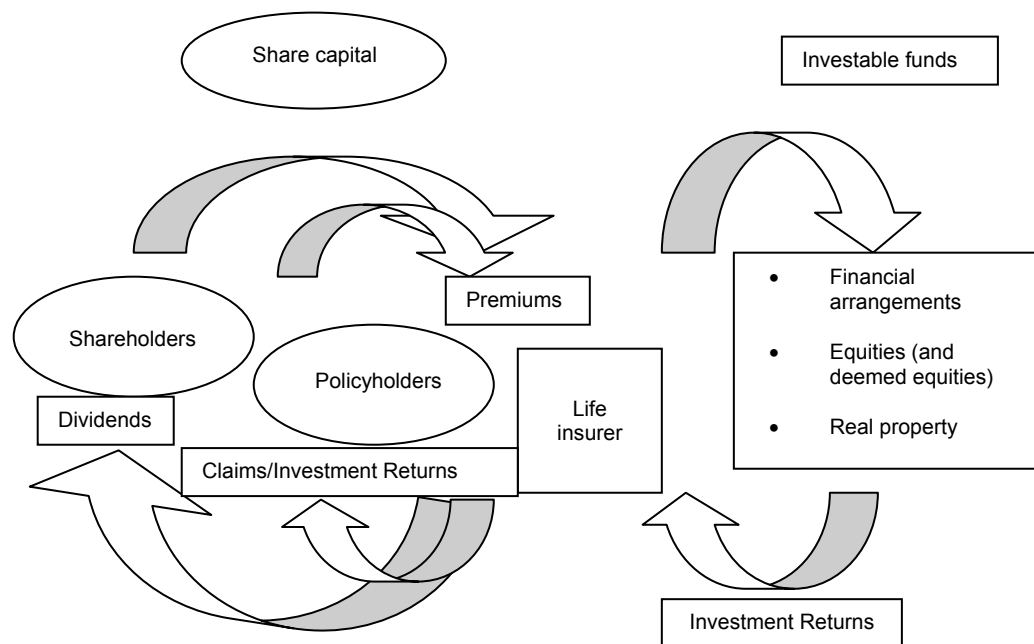 Share capital
Investable funds
Premiums
Shareholders
Policyholders
Dividends
Claims/Investment Returns
Life
insurer
• Financial
arrangements
• Equities (and
deemed equities)
• Real property
Investment Returns